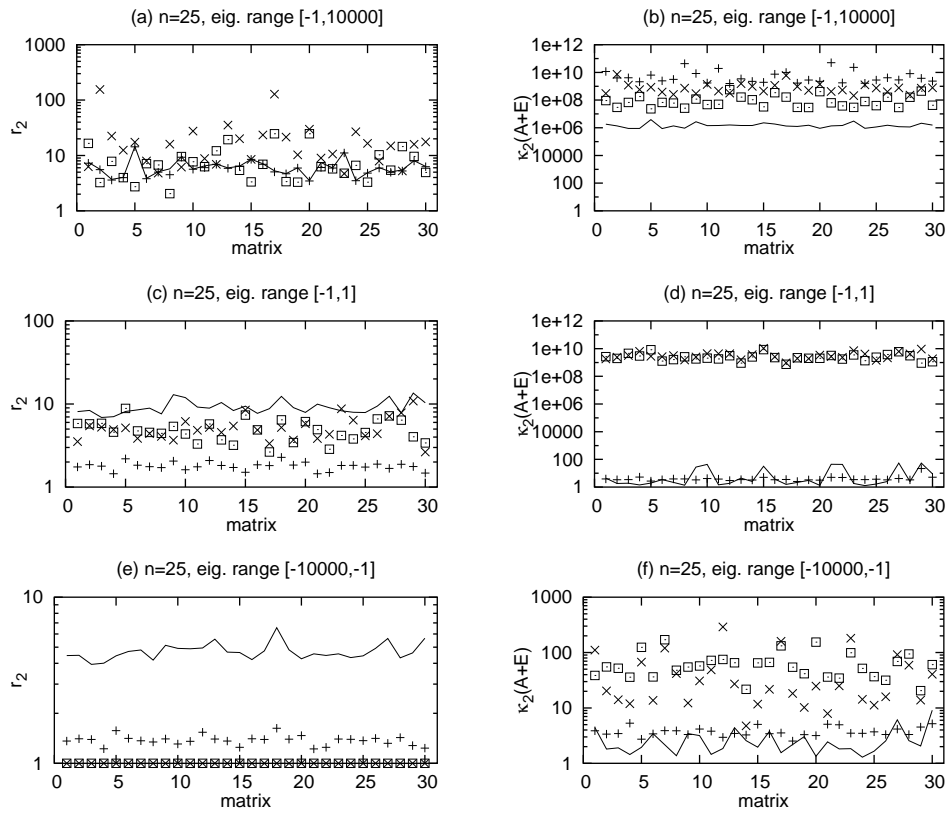 (a) n=25, eig. range [-1,10000]
1000
100
10
1
r2
0 5 10 15 20 25 30
matrix
(b) n=25, eig. range [-1,10000]
1e+12
1e+10
1e+08
1e+06
10000
100
1
κ2(A+E)
0 5 10 15 20 25 30
matrix
(c) n=25, eig. range [-1,1]
100
10
1
r2
0 5 10 15 20 25 30
matrix
(d) n=25, eig. range [-1,1]
1e+12
1e+10
1e+08
1e+06
10000
100
1
κ2(A+E)
0 5 10 15 20 25 30
matrix
(e) n=25, eig. range [-10000,-1]
10
1
r2
0 5 10 15 20 25 30
matrix
(f) n=25, eig. range [-10000,-1]
1000
100
10
1
κ2(A+E)
0 5 10 15 20 25 30
matrix